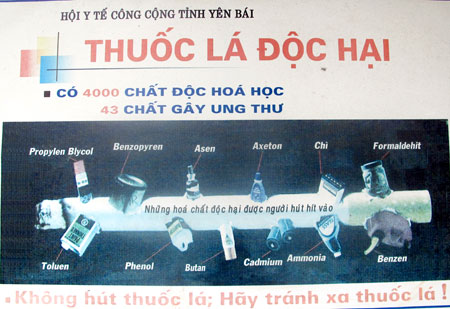 HỘI Y TẾ CÔNG CỘNG TỈNH YÊN BÁI
THUỐC LÁ ĐỘC HẠI
CÓ 4000 CHẤT ĐỘC HOÁ HỌC
43 CHẤT GÂY UNG THƯ
Propylen Blycol Benzopyren Asen Axeton Chì Formaldehit
Những hoá chất độc hại được người hút hít vào
Toluen Phenol Butan Cadmium Ammonia Benzen
Không hút thuốc lá; Hãy tránh xa thuốc lá !